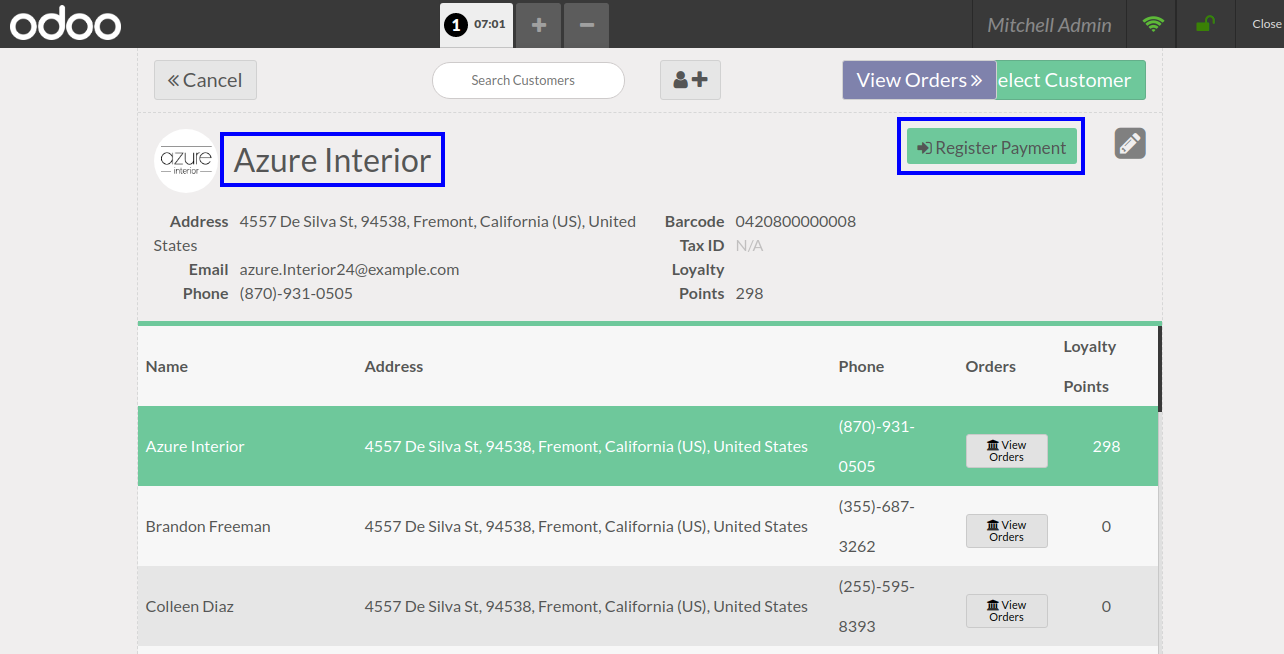 odoo
1 07:01
Mitchell Admin
Close
Cancel
Search Customers
View Orders
elect Customer
azure
interior
Azure Interior
Register Payment
Address 4557 De Silva St, 94538, Fremont, California (US), United
States
Email azure.Interior24@example.com
Phone (870)-931-0505
Barcode 0420800000008
Tax ID N/A
Loyalty
Points 298
Name Address Phone Orders Loyalty
Points
Azure Interior 4557 De Silva St, 94538, Fremont, California (US), United States (870)-931-
0505
View
Orders
298
Brandon Freeman 4557 De Silva St, 94538, Fremont, California (US), United States (355)-687-
3262
View
Orders
0
Colleen Diaz 4557 De Silva St, 94538, Fremont, California (US), United States (255)-595-
8393
View
Orders
0